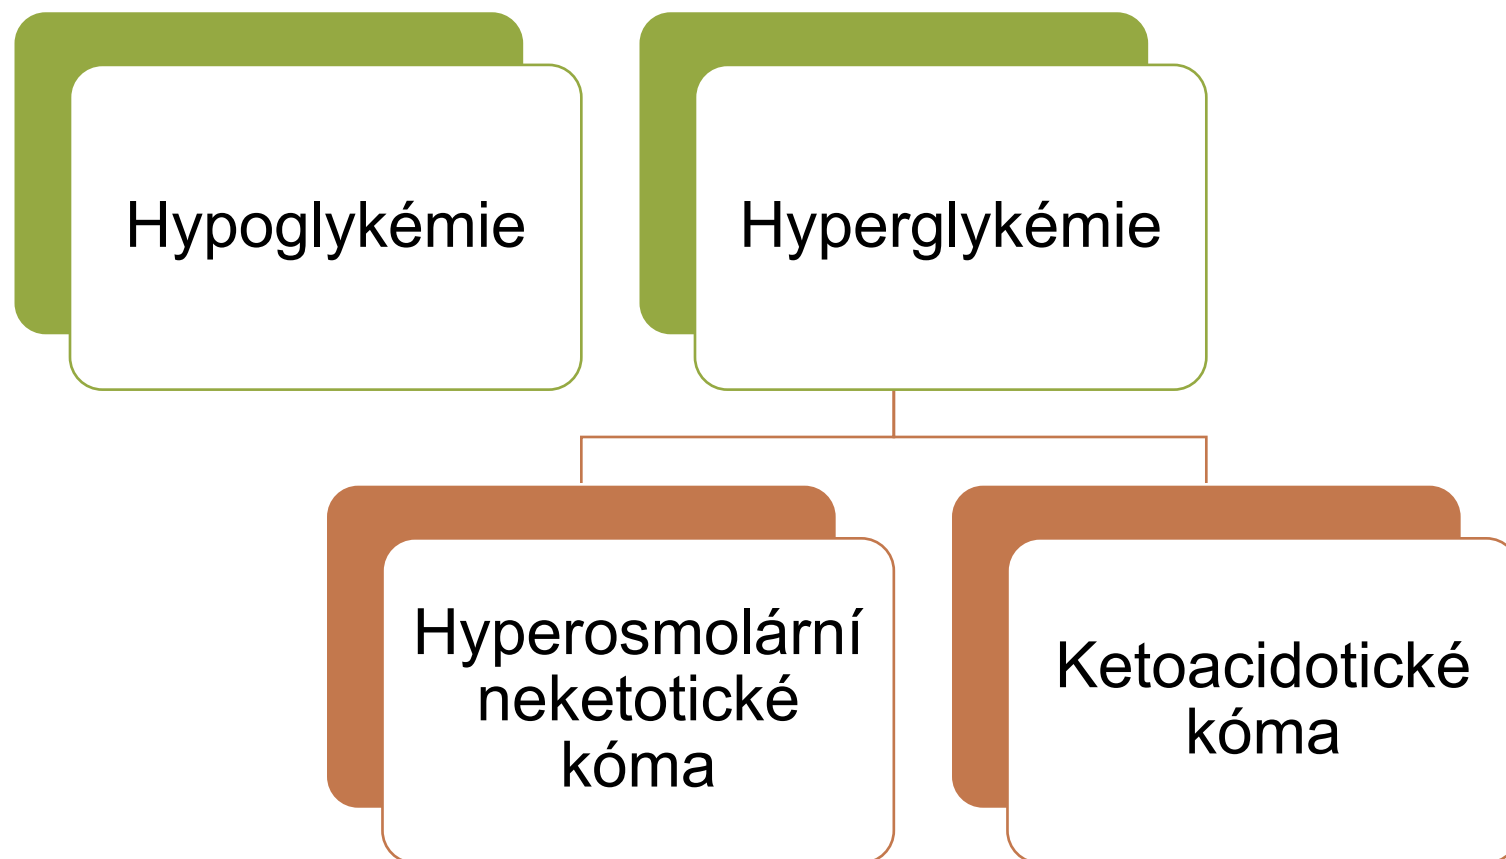 Hypoglykémie
Hyperglykémie
Hyperosmolární
neketotické
kóma
Ketoacidotické
kóma